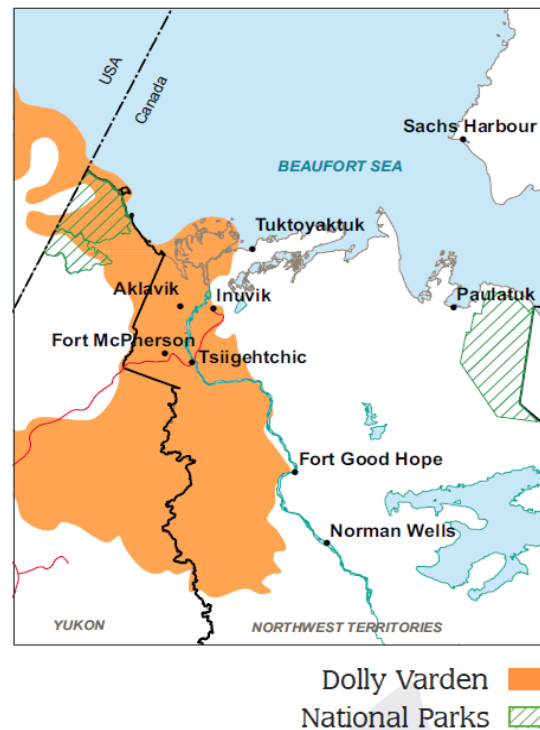 USA
Canada
Sachs Harbour
BEAUFORT SEA
Tuktoyaktuk
Aklavik
Inuvik
Paulatuk
Fort McPherson
Tsiigehtchic
Fort Good Hope
Norman Wells
YUKON
NORTHWEST TERRITORIES
Dolly Varden
National Parks